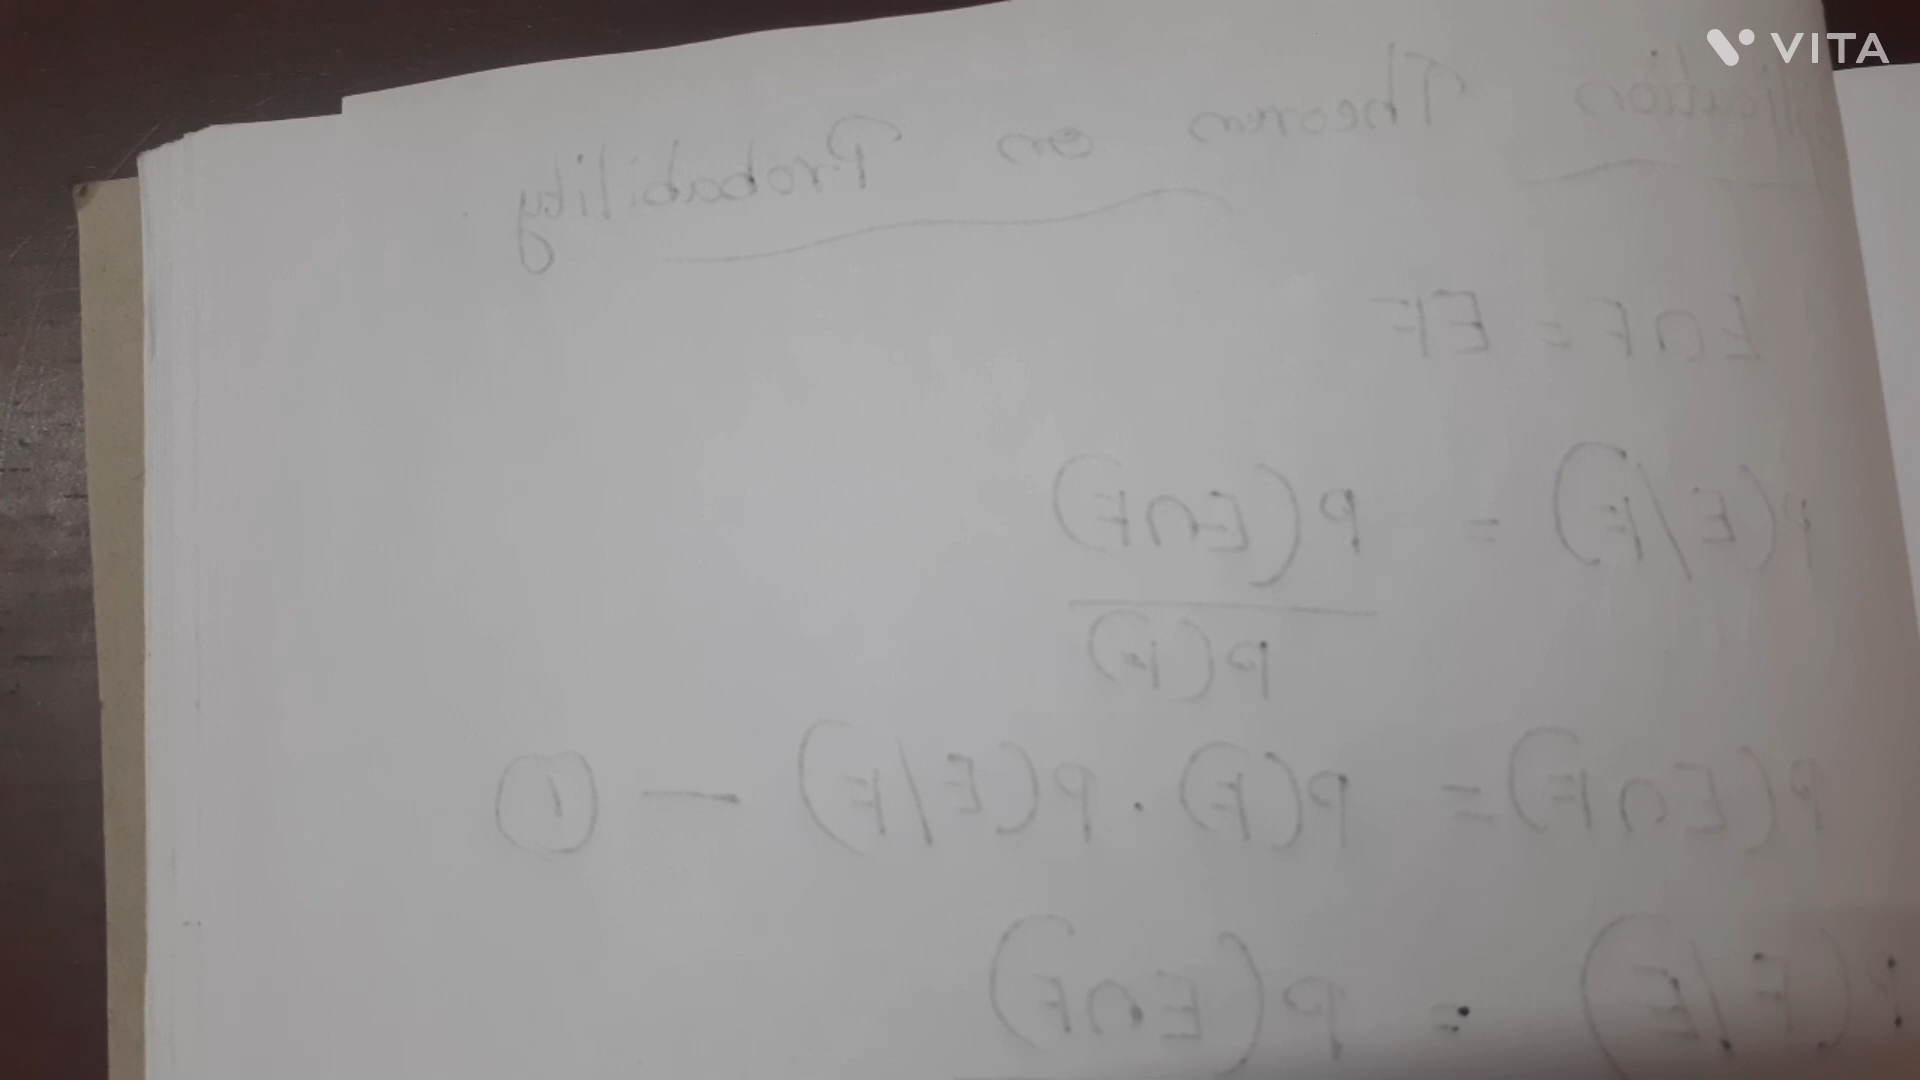 VITA
Theorem on Probability
E∩F = EF
P(E/F) = P(E∩F)
P(F)
P(E∩F) = P(F) · P(E/F) — ①
P(F/E) = P(E∩F)